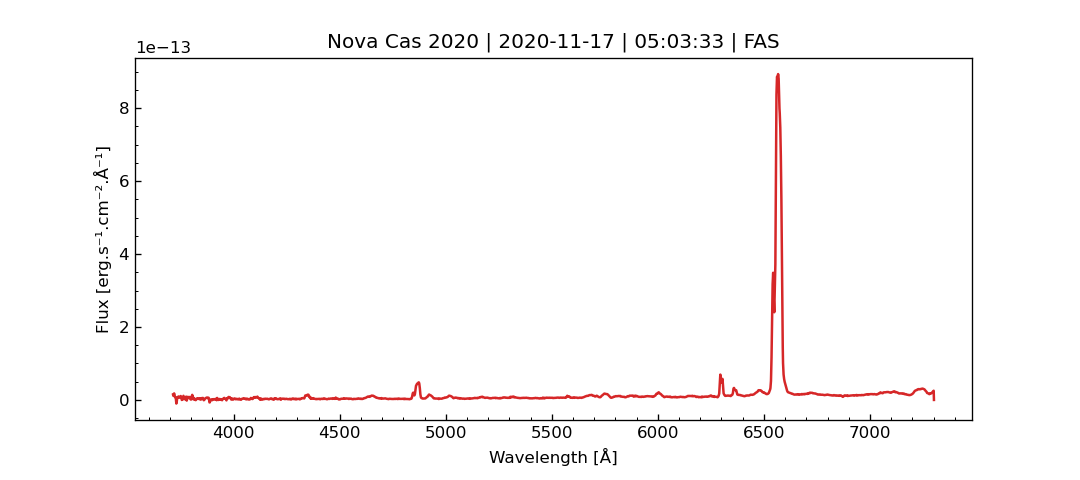 Nova Cas 2020 | 2020-11-17 | 05:03:33 | FAS
1e−13
8
6
4
2
0
Flux [erg.s⁻¹.cm⁻².Å⁻¹]
4000 4500 5000 5500 6000 6500 7000
Wavelength [Å]